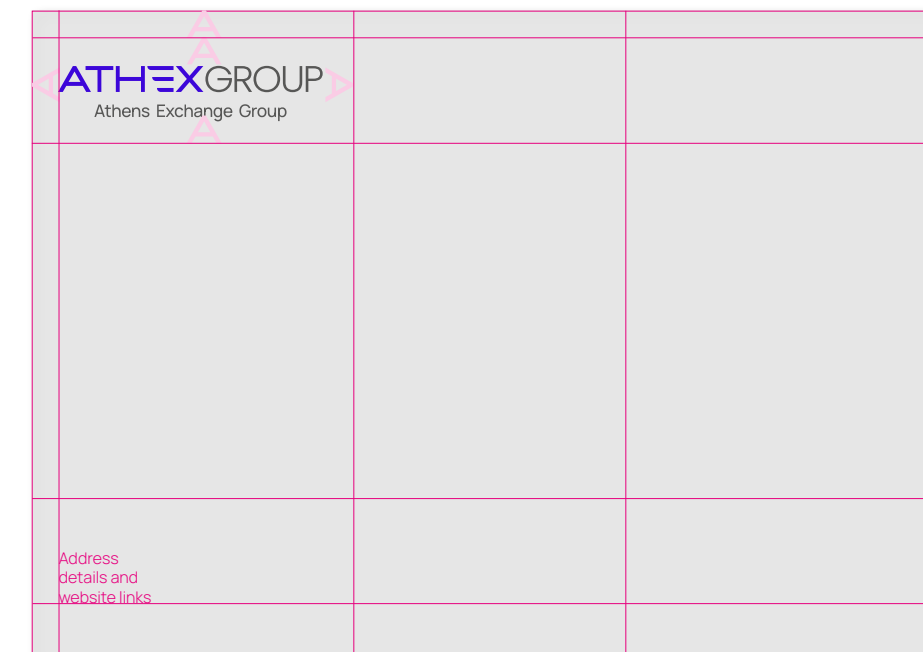 ATHEXGROUP
Athens Exchange Group
Address
details and
website links